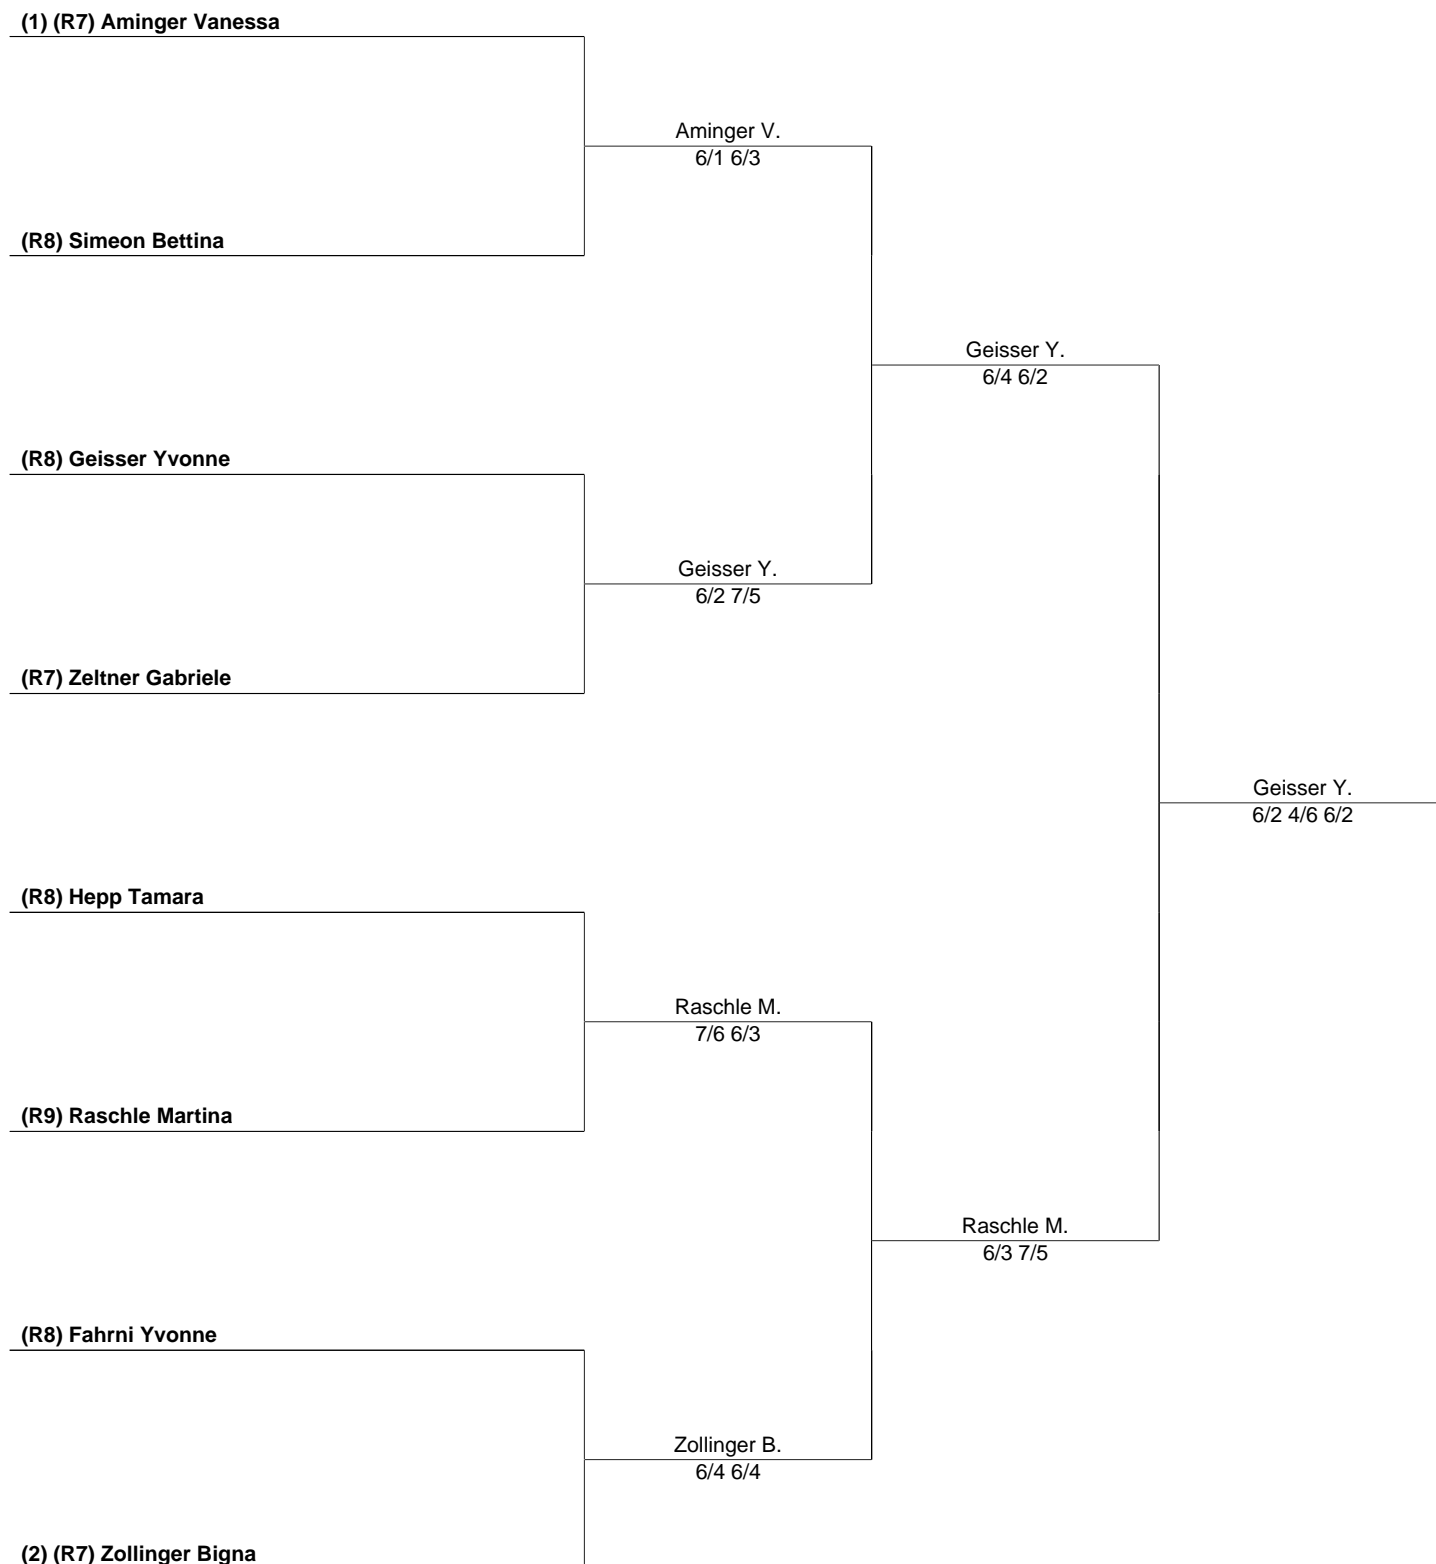 (1) (R7) Aminger Vanessa
Aminger V.
6/1 6/3
(R8) Simeon Bettina
Geisser Y.
6/4 6/2
(R8) Geisser Yvonne
Geisser Y.
6/2 7/5
(R7) Zeltner Gabriele
Geisser Y.
6/2 4/6 6/2
(R8) Hepp Tamara
Raschle M.
7/6 6/3
(R9) Raschle Martina
Raschle M.
6/3 7/5
(R8) Fahrni Yvonne
Zollinger B.
6/4 6/4
(2) (R7) Zollinger Bigna